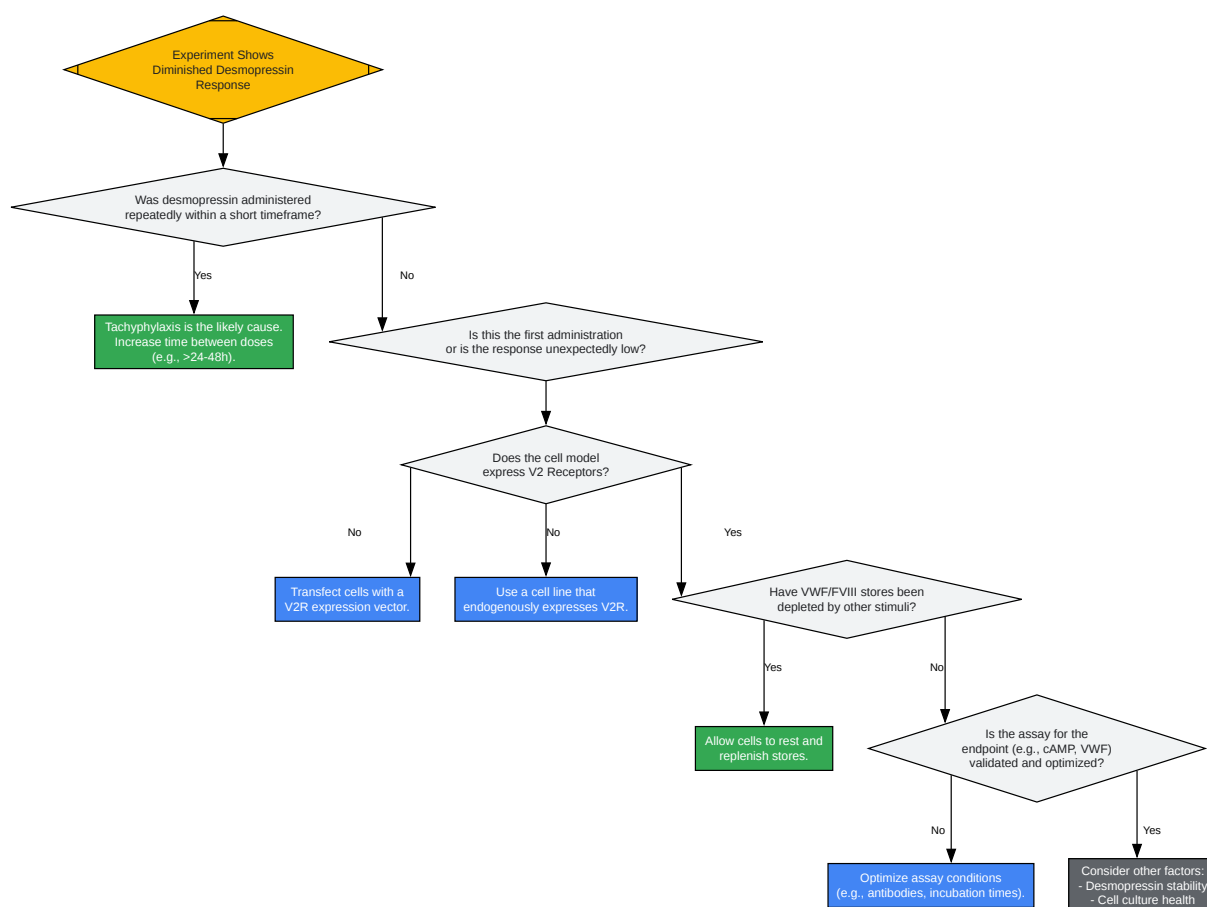 Experiment Shows
Diminished Desmopressin
Response
Was desmopressin administered
repeatedly within a short timeframe?
Yes
No
Tachyphylaxis is the likely cause.
Increase time between doses
(e.g., >24-48h).
Is this the first administration
or is the response unexpectedly low?
Does the cell model
express V2 Receptors?
No
No
Yes
Transfect cells with a
V2R expression vector.
Use a cell line that
endogenously expresses V2R.
Have VWF/FVIII stores been
depleted by other stimuli?
Yes
No
Allow cells to rest and
replenish stores.
Is the assay for the
endpoint (e.g., cAMP, VWF)
validated and optimized?
No
Yes
Optimize assay conditions
(e.g., antibodies, incubation times).
Consider other factors:
- Desmopressin stability
- Cell culture health